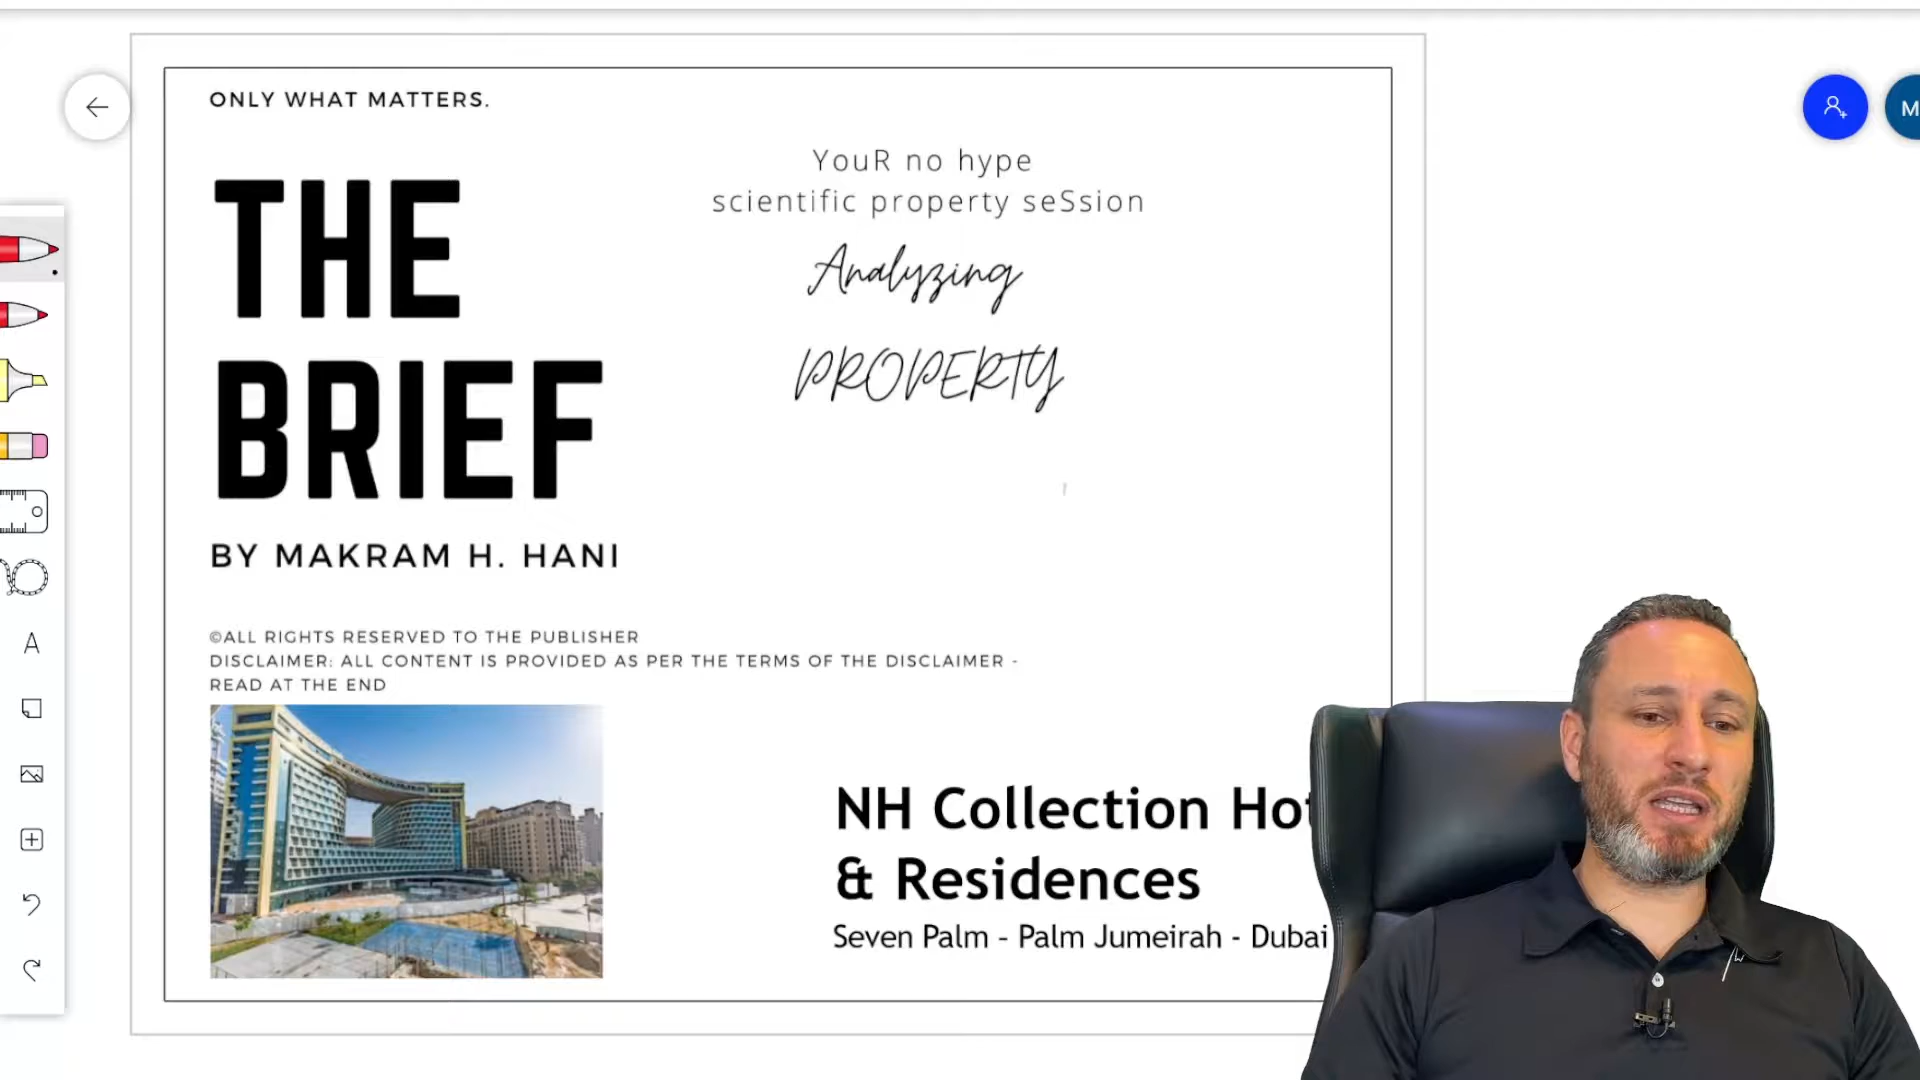 ONLY WHAT MATTERS.
THE
BRIEF
BY MAKRAM H. HANI
YouR no hype
scientific property seSsion
Analyzing
PROPERTY
©ALL RIGHTS RESERVED TO THE PUBLISHER
DISCLAIMER: ALL CONTENT IS PROVIDED AS PER THE TERMS OF THE DISCLAIMER -
READ AT THE END
NH Collection Hot
& Residences
Seven Palm - Palm Jumeirah - Dubai
M
A